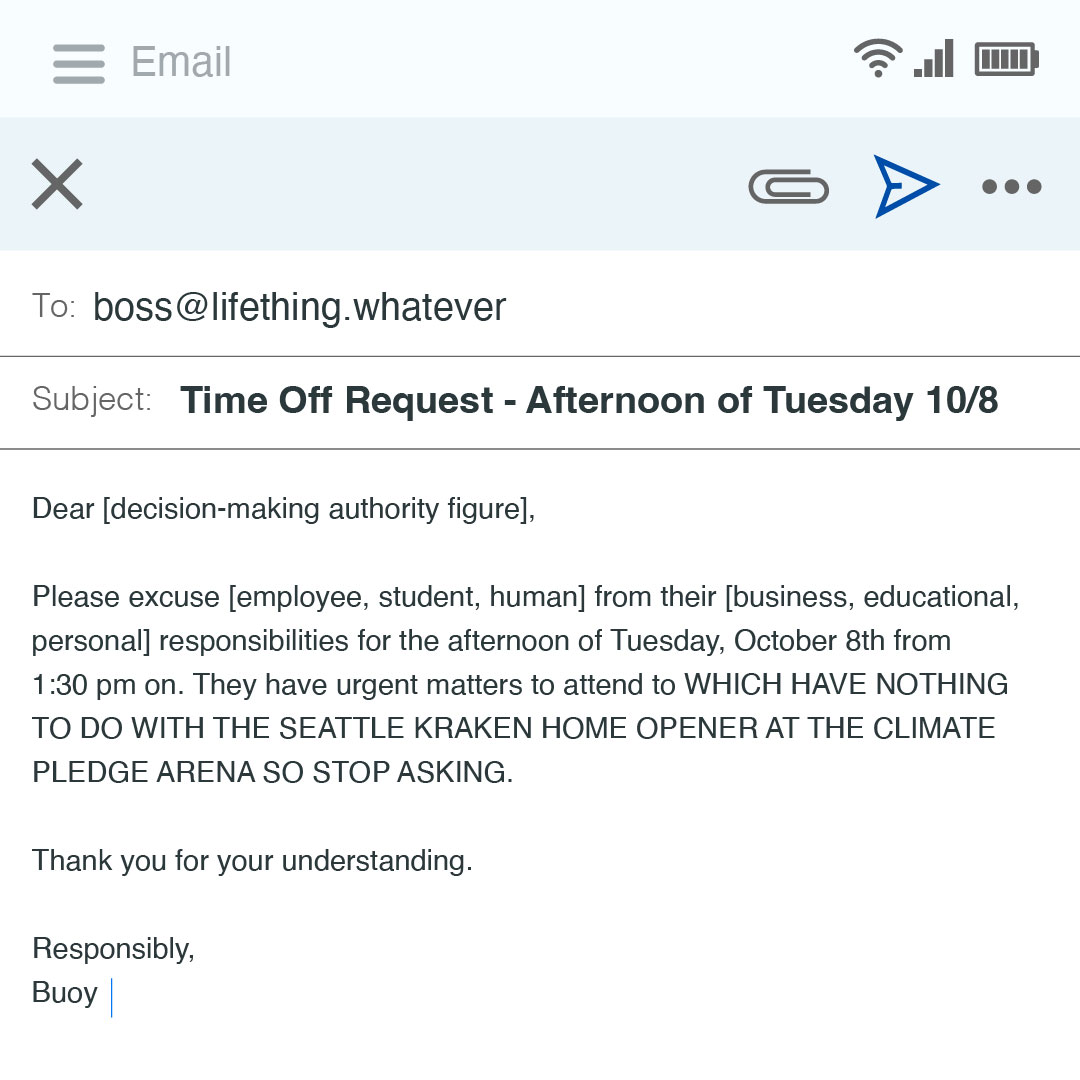 Email
To: boss@lifething.whatever
Subject: Time Off Request - Afternoon of Tuesday 10/8
Dear [decision-making authority figure],
Please excuse [employee, student, human] from their [business, educational,
personal] responsibilities for the afternoon of Tuesday, October 8th from
1:30 pm on. They have urgent matters to attend to WHICH HAVE NOTHING
TO DO WITH THE SEATTLE KRAKEN HOME OPENER AT THE CLIMATE
PLEDGE ARENA SO STOP ASKING.
Thank you for your understanding.
Responsibly,
Buoy